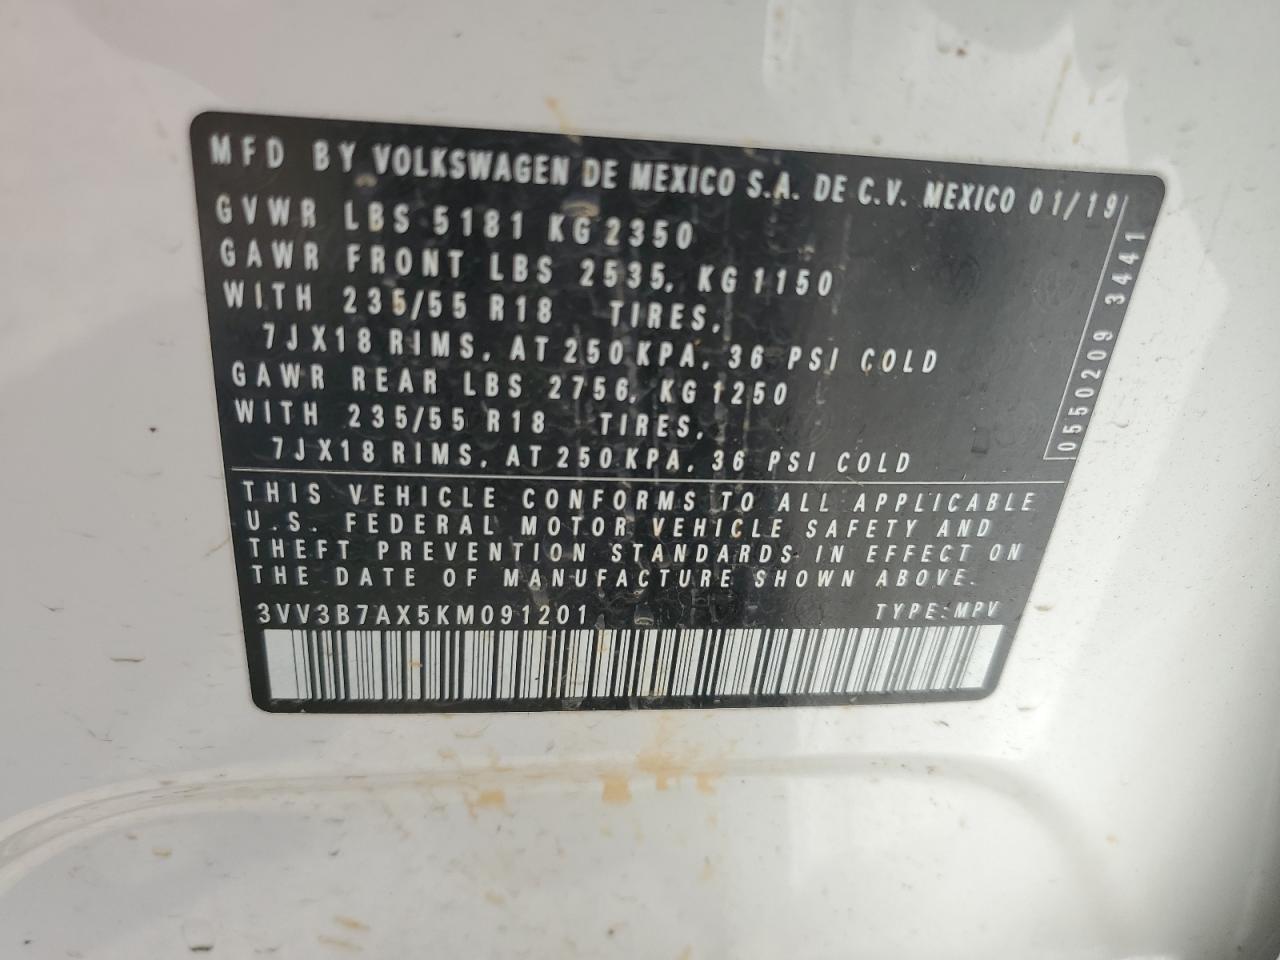 MFD BY VOLKSWAGEN DE MEXICO S.A. DE C.V. MEXICO 01/19
GVWR LBS 5181 KG 2350
GAWR FRONT LBS 2535, KG 1150
WITH 235/55 R18 TIRES,
7JX18 RIMS, AT 250 KPA, 36 PSI COLD
GAWR REAR LBS 2756, KG 1250
WITH 235/55 R18 TIRES,
7JX18 RIMS, AT 250 KPA, 36 PSI COLD
0550209 3441
THIS VEHICLE CONFORMS TO ALL APPLICABLE
U.S. FEDERAL MOTOR VEHICLE SAFETY AND
THEFT PREVENTION STANDARDS IN EFFECT ON
THE DATE OF MANUFACTURE SHOWN ABOVE.
3VV3B7AX5KM091201 TYPE: MPV